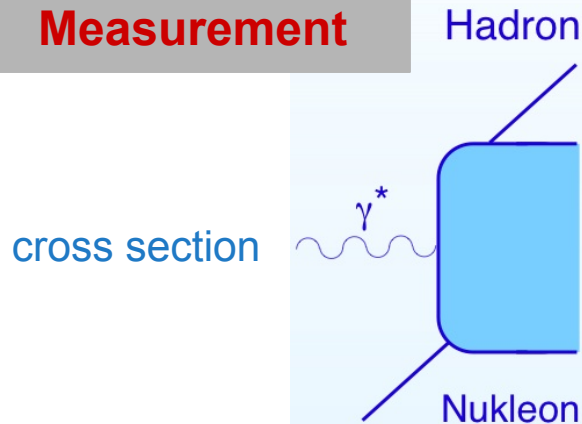 Measurement
Hadron
γ*
cross section
Nukleon